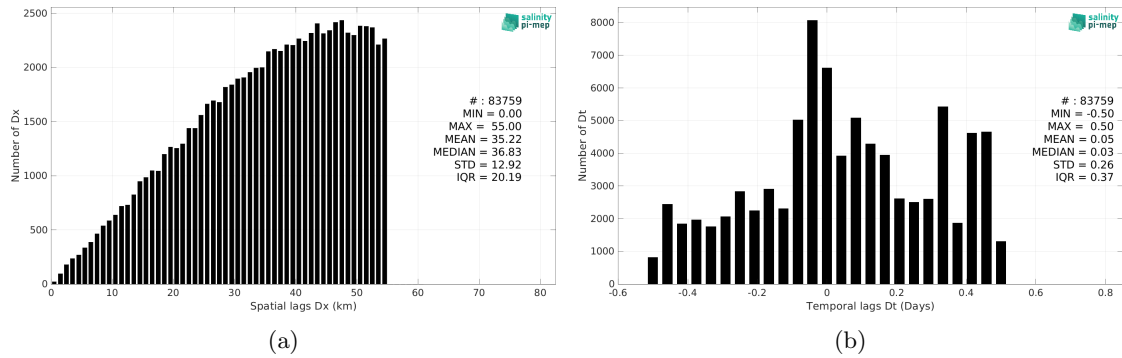 2500
2000
1500
1000
500
0
0
10
20
30
40
50
60
70
80
Number of Dx
Spatial lags Dx (km)
salinity
pi-mep
# : 83759
MIN = 0.00
MAX = 55.00
MEAN = 35.22
MEDIAN = 36.83
STD = 12.92
IQR = 20.19
(a)
8000
7000
6000
5000
4000
3000
2000
1000
0
-0.6
-0.4
-0.2
0
0.2
0.4
0.6
0.8
Number of Dt
Temporal lags Dt (Days)
salinity
pi-mep
# : 83759
MIN = -0.50
MAX = 0.50
MEAN = 0.05
MEDIAN = 0.03
STD = 0.26
IQR = 0.37
(b)